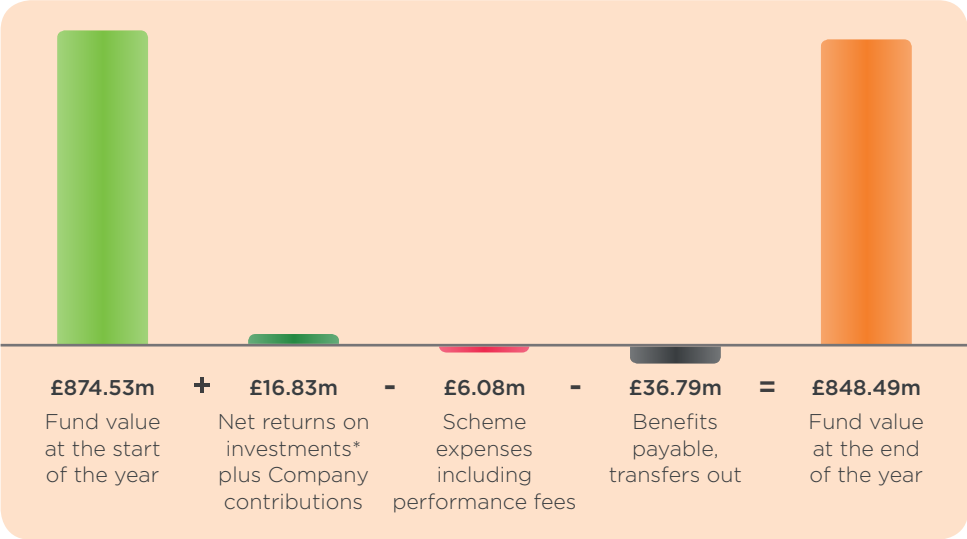 £874.53m + £16.83m - £6.08m - £36.79m = £848.49m
Fund value
at the start
of the year
Net returns on
investments*
plus Company
contributions
Scheme
expenses
including
performance fees
Benefits
payable,
transfers out
Fund value
at the end
of the year